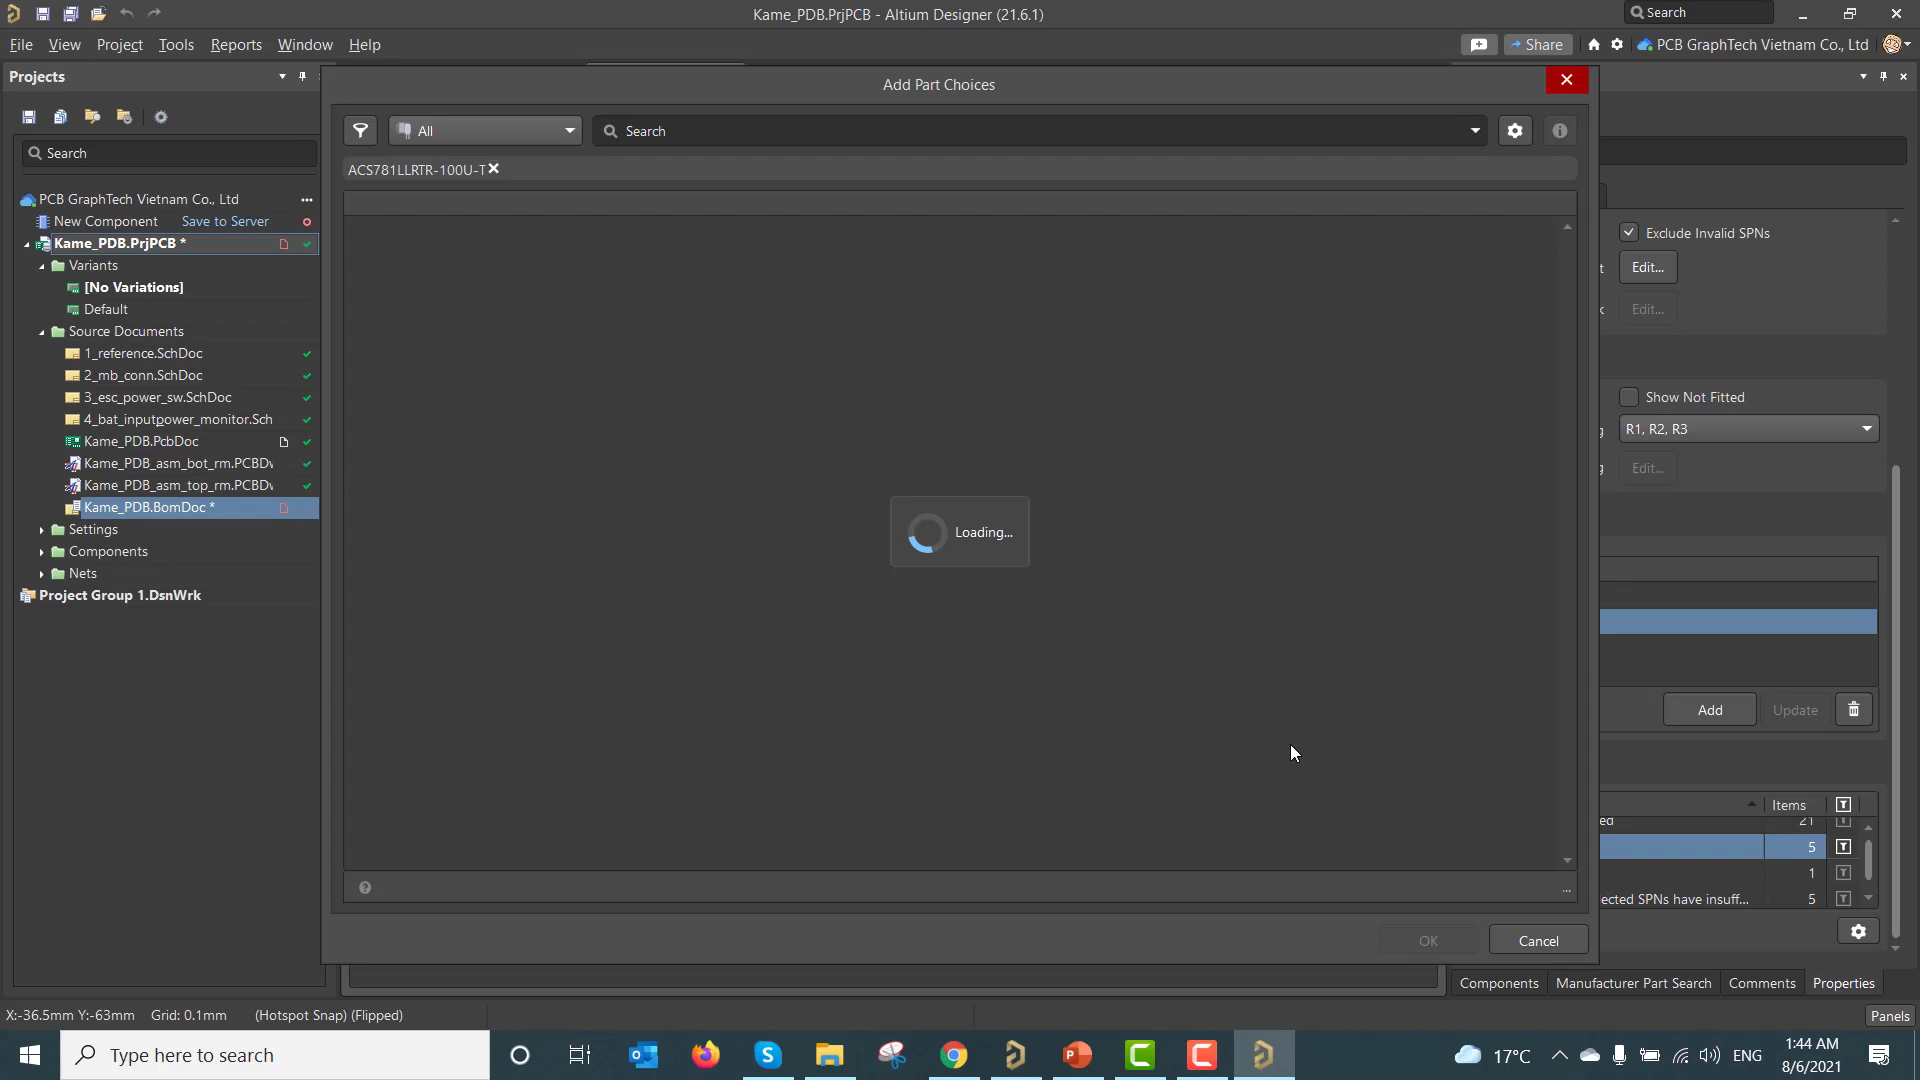 Kame_PDB.PrjPCB - Altium Designer (21.6.1)
Search
File View Project Tools Reports Window Help
Share
PCB GraphTech Vietnam Co., Ltd
Projects
Add Part Choices
All
Search
Search
ACS781LLRTR-100U-T
PCB GraphTech Vietnam Co., Ltd
New Component Save to Server
Kame_PDB.PrjPCB *
Variants
[No Variations]
Default
Source Documents
1_reference.SchDoc
2_mb_conn.SchDoc
3_esc_power_sw.SchDoc
4_bat_inputpower_monitor.Sch
Kame_PDB.PcbDoc
Kame_PDB_asm_bot_rm.PCBDv
Kame_PDB_asm_top_rm.PCBDv
Kame_PDB.BomDoc *
Settings
Components
Nets
Project Group 1.DsnWrk
Loading...
Exclude Invalid SPNs
t Edit...
k Edit...
Show Not Fitted
g R1, R2, R3
g Edit...
Add Update
Items
ed 21
5
1
ected SPNs have insuff... 5
...
OK Cancel
Components Manufacturer Part Search Comments Properties
X:-36.5mm Y:-63mm Grid: 0.1mm (Hotspot Snap) (Flipped)
Panels
Type here to search
17°C
ENG
1:44 AM
8/6/2021